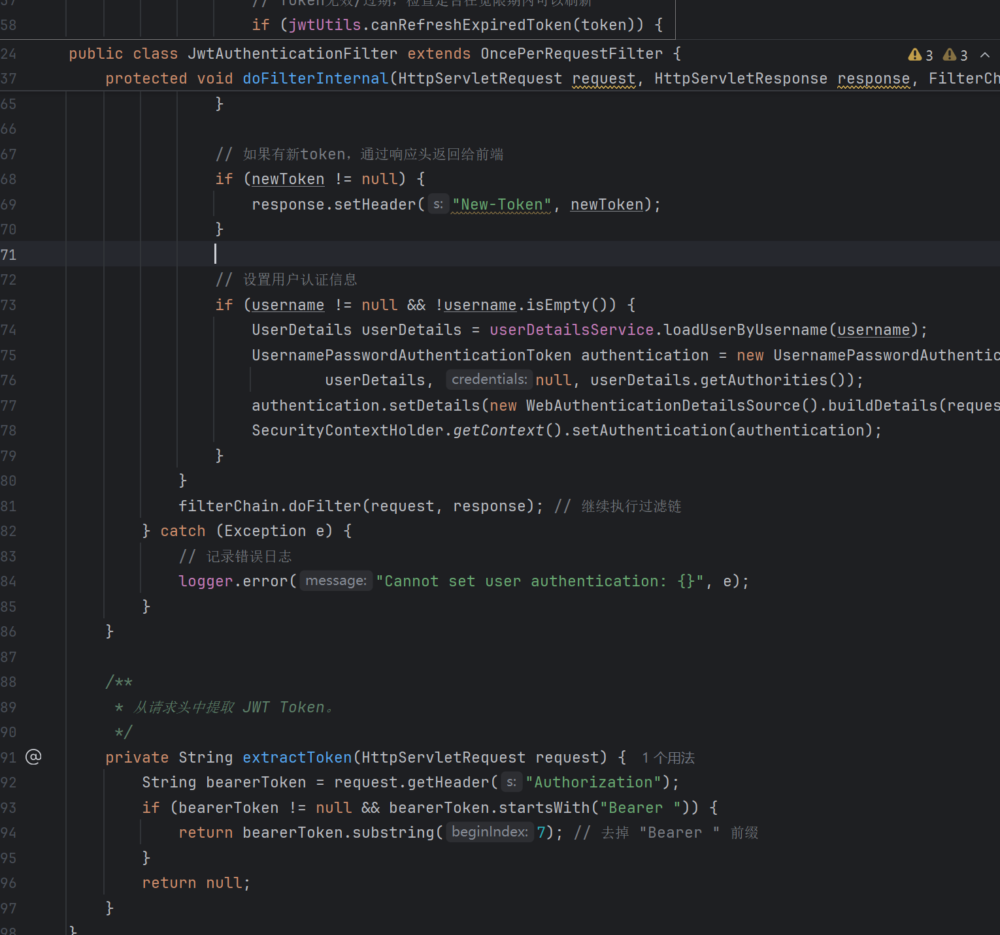 57 // Token无效/过期，检查是否在宽限期内可以刷新
58 if (jwtUtils.canRefreshExpiredToken(token)) {
24 public class JwtAuthenticationFilter extends OncePerRequestFilter { 3 3
37 protected void doFilterInternal(HttpServletRequest request, HttpServletResponse response, FilterCh
65 }
66
67 // 如果有新token，通过响应头返回给前端
68 if (newToken != null) {
69 response.setHeader( s: "New-Token", newToken);
70 }
71
72 // 设置用户认证信息
73 if (username != null && !username.isEmpty()) {
74 UserDetails userDetails = userDetailsService.loadUserByUsername(username);
75 UsernamePasswordAuthenticationToken authentication = new UsernamePasswordAuthentic
76 userDetails, credentials: null, userDetails.getAuthorities());
77 authentication.setDetails(new WebAuthenticationDetailsSource().buildDetails(reques
78 SecurityContextHolder.getContext().setAuthentication(authentication);
79 }
80 }
81 filterChain.doFilter(request, response); // 继续执行过滤链
82 } catch (Exception e) {
83 // 记录错误日志
84 logger.error( message: "Cannot set user authentication: {}", e);
85 }
86 }
87
88 /**
89 * 从请求头中提取 JWT Token。
90 */
91 @ private String extractToken(HttpServletRequest request) { 1 个用法
92 String bearerToken = request.getHeader( s: "Authorization");
93 if (bearerToken != null && bearerToken.startsWith("Bearer ")) {
94 return bearerToken.substring( beginIndex: 7); // 去掉 "Bearer " 前缀
95 }
96 return null;
97 }
98 }